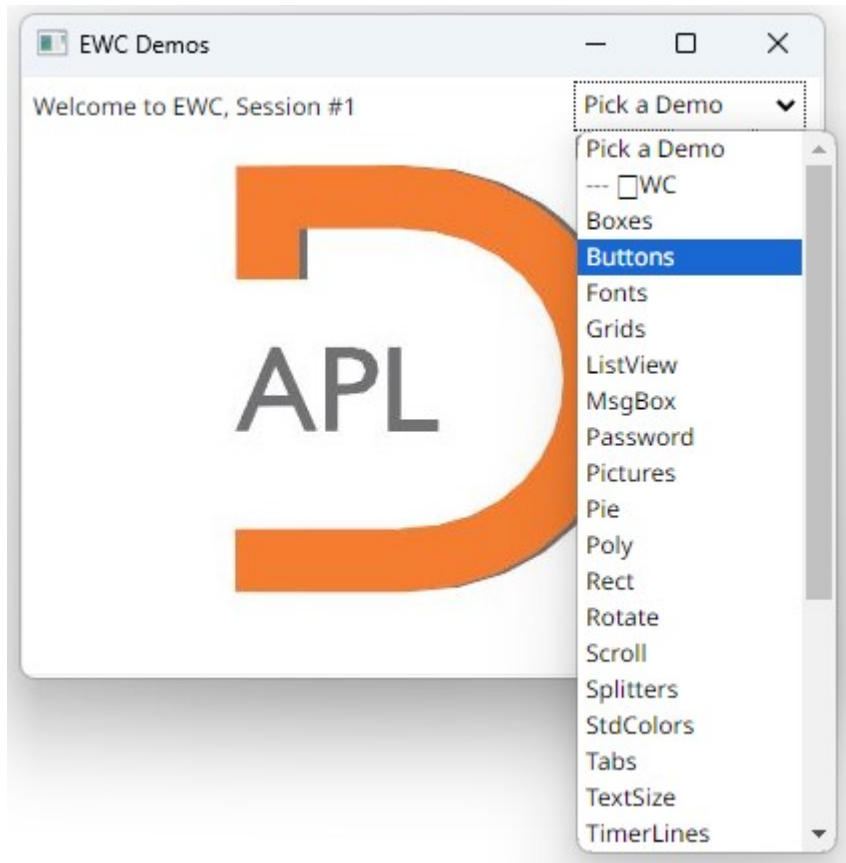 EWC Demos
Welcome to EWC, Session #1
Pick a Demo
Pick a Demo
--- ⎕WC
Boxes
Buttons
Fonts
Grids
ListView
MsgBox
Password
Pictures
Pie
Poly
Rect
Rotate
Scroll
Splitters
StdColors
Tabs
TextSize
TimerLines
APL